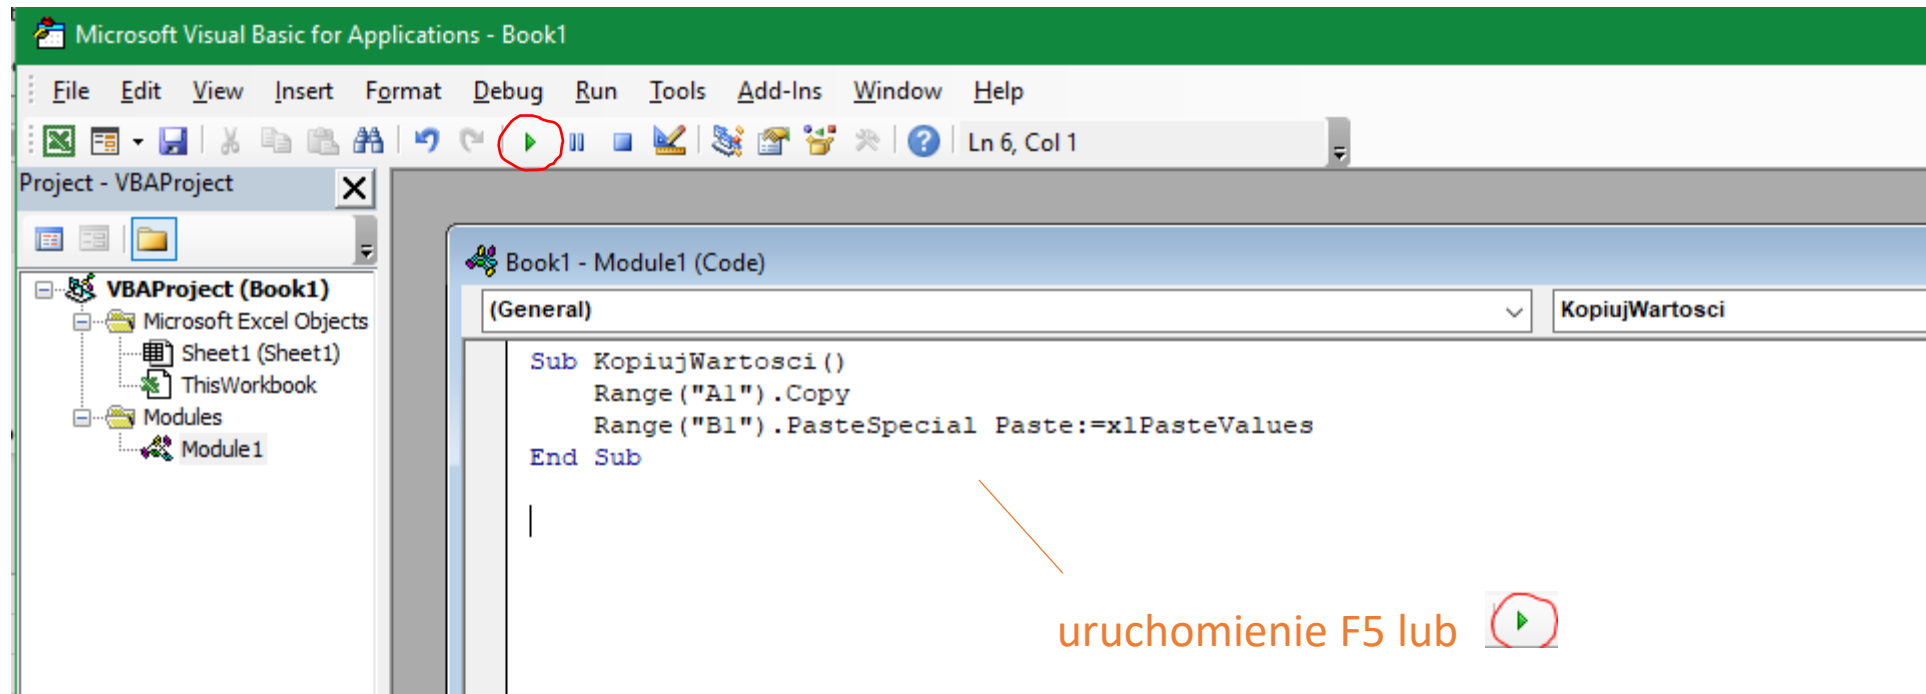 Microsoft Visual Basic for Applications - Book1
File Edit View Insert Format Debug Run Tools Add-Ins Window Help
Ln 6, Col 1
Project - VBAProject
VBAProject (Book1)
Microsoft Excel Objects
Sheet1 (Sheet1)
ThisWorkbook
Modules
Module1
Book1 - Module1 (Code)
(General)
KopiujWartosci
Sub KopiujWartosci()
Range("A1").Copy
Range("B1").PasteSpecial Paste:=xlPasteValues
End Sub
uruchomienie F5 lub